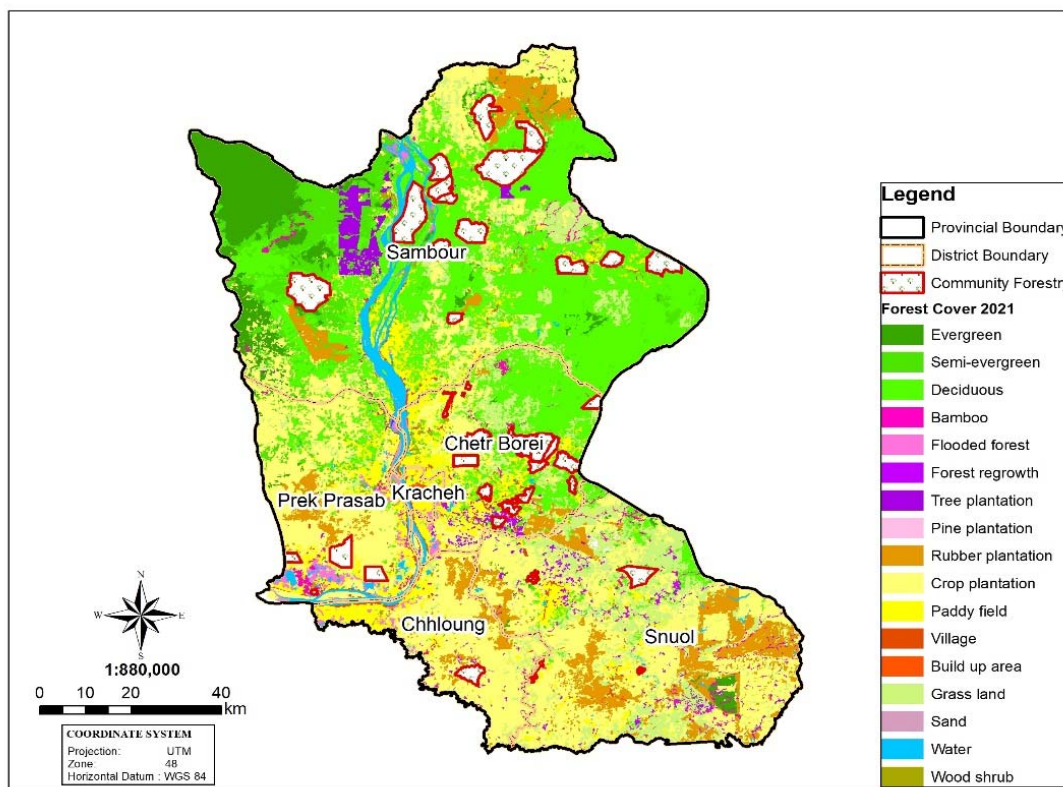 Sambour
Chetr Borei
Prek Prasab
Kracheh
Chhloung
Snuol
N
W
E
S
1:880,000
0 10 20 40
km
COORDINATE SYSTEM
Projection: UTM
Zone: 48
Horizontal Datum : WGS 84
Legend
Provincial Boundary
District Boundary
Community Forestr
Forest Cover 2021
Evergreen
Semi-evergreen
Deciduous
Bamboo
Flooded forest
Forest regrowth
Tree plantation
Pine plantation
Rubber plantation
Crop plantation
Paddy field
Village
Build up area
Grass land
Sand
Water
Wood shrub